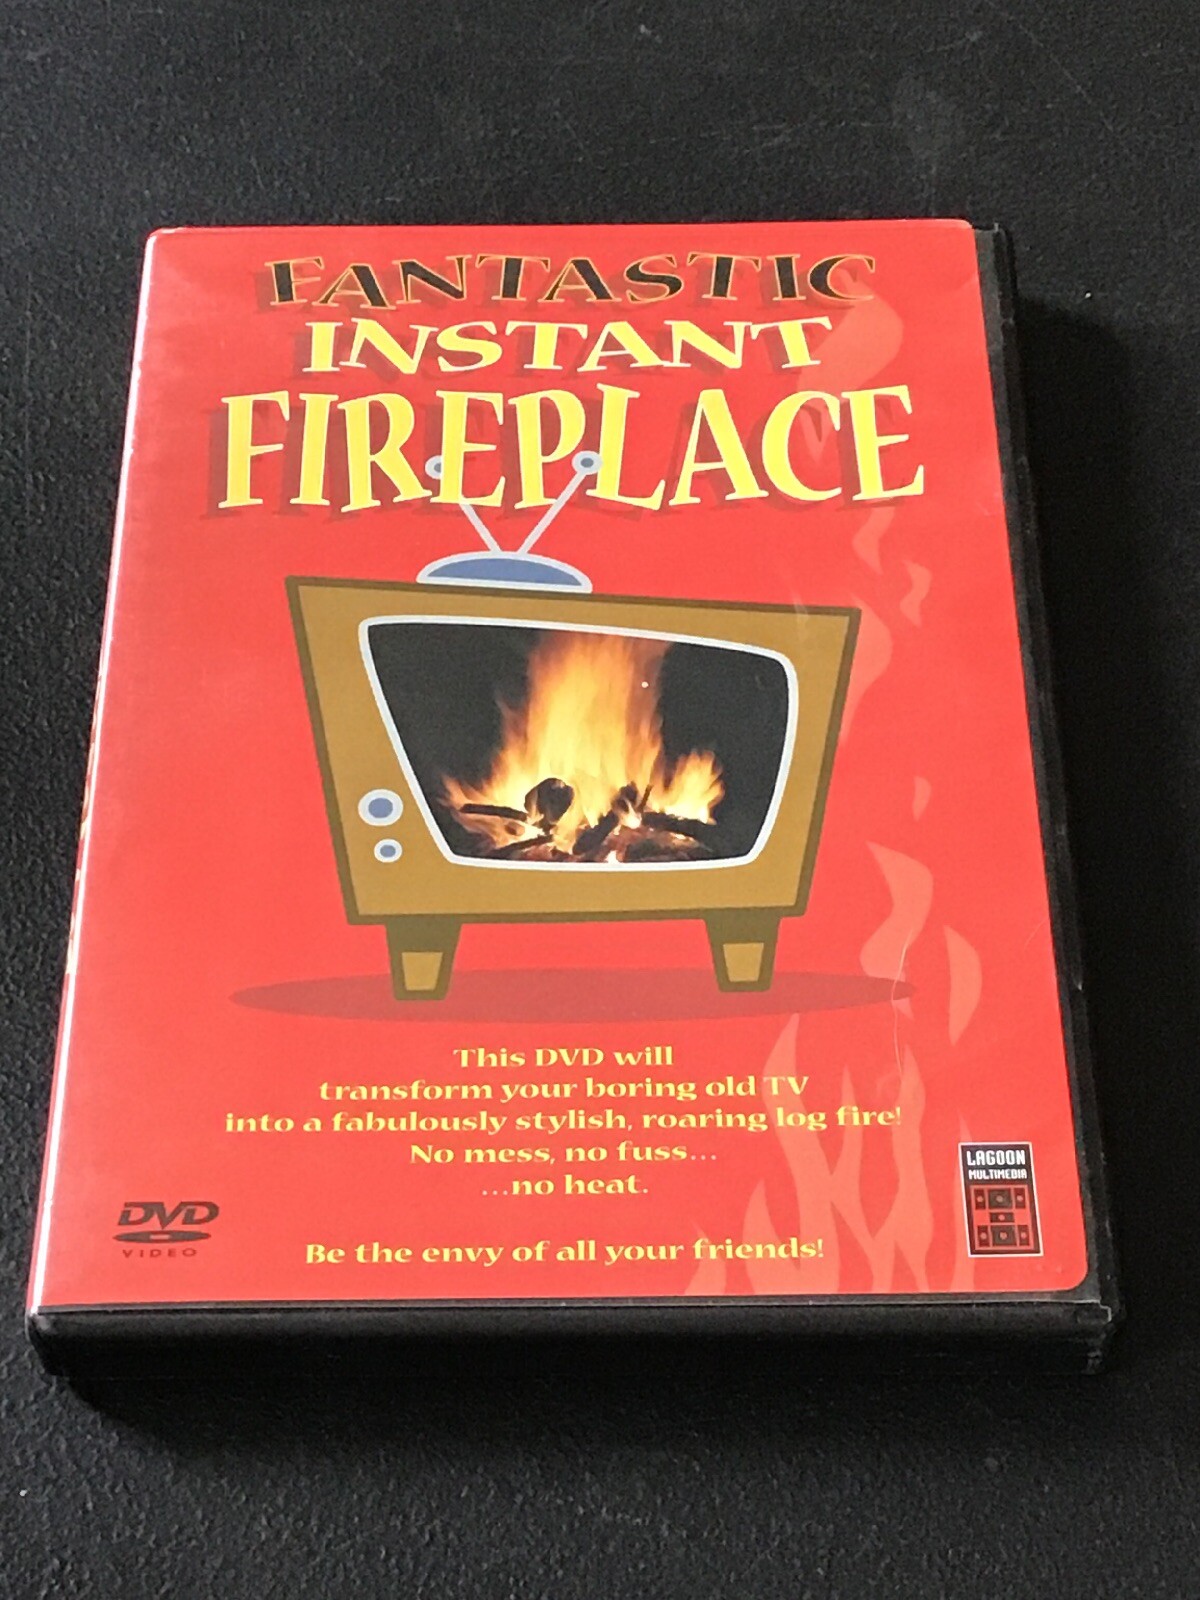 FANTASTIC
INSTANT
FIREPLACE
This DVD will
transform your boring old TV
into a fabulously stylish, roaring log fire!
No mess, no fuss...
...no heat.
Be the envy of all your friends!
DVD
VIDEO
LAGOON
MULTIMEDIA